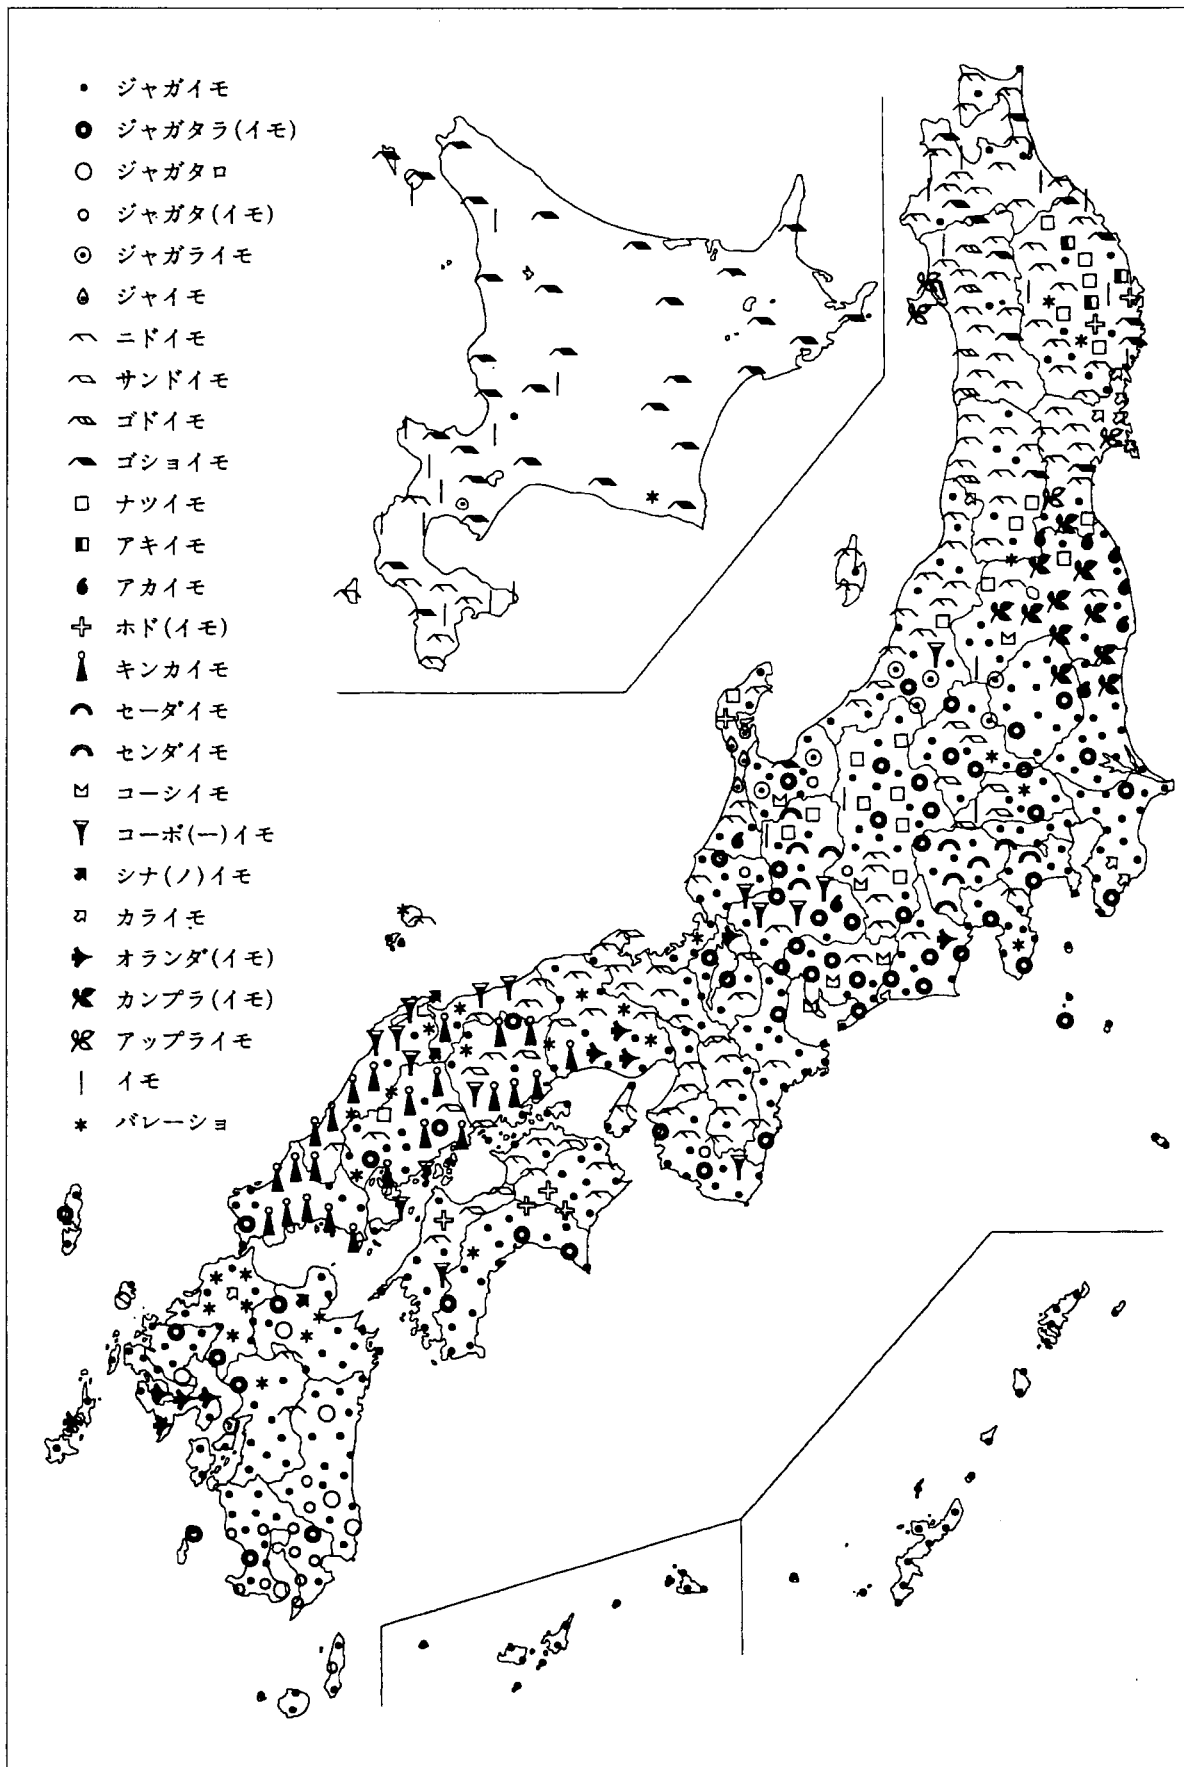 ジャガイモ
ジャガタラ(イモ)
ジャガタロ
ジャガタ(イモ)
ジャガライモ
ジャイモ
ニドイモ
サンドイモ
ゴドイモ
ゴショイモ
ナツイモ
アキイモ
アカイモ
ホド(イモ)
キンカイモ
セーダイモ
センダイモ
コーシイモ
コーボ(ー)イモ
シナ(ノ)イモ
カライモ
オランダ(イモ)
カンプラ(イモ)
アップライモ
イモ
バレーショ